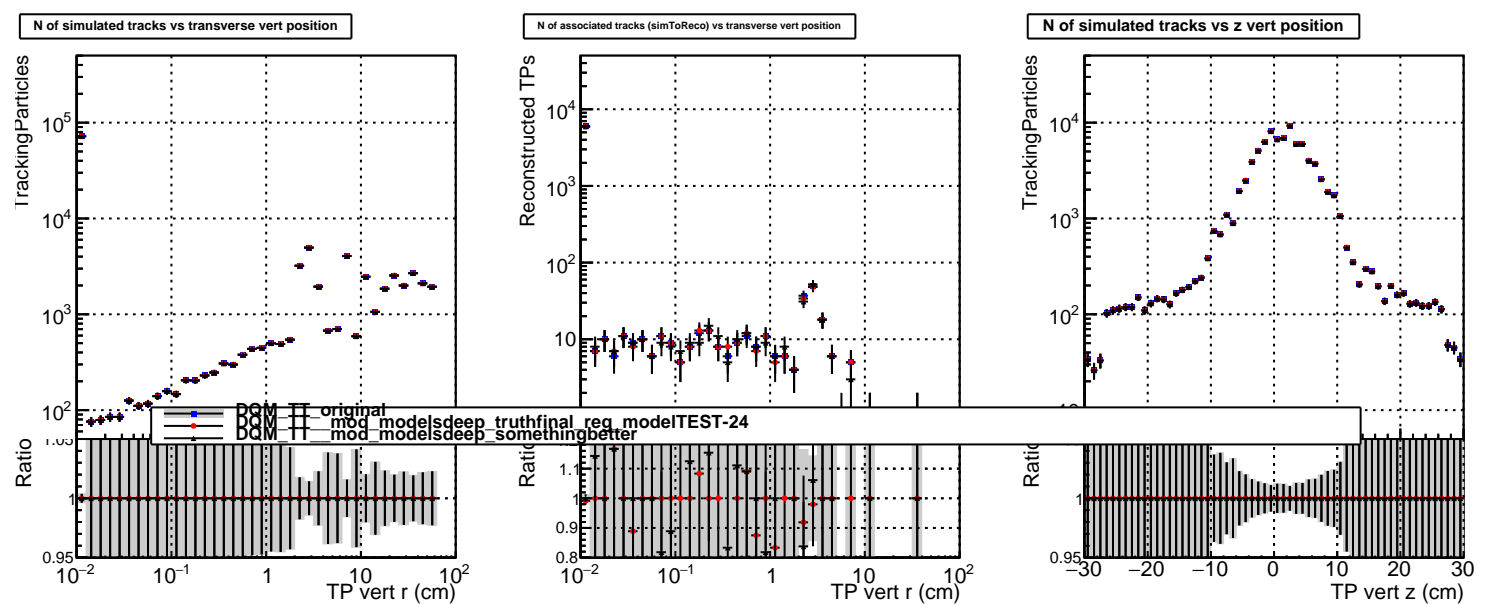 N of simulated tracks vs transverse vert position
TrackingParticles
10^5
10^4
10^3
10^2
Ratio
1
0.95
10^−2
10^−1
1
10
10^2
TP vert r (cm)
N of associated tracks (simToReco) vs transverse vert position
Reconstructed TPs
10^4
10^3
10^2
10
1.1
1
0.9
0.8
10^−2
10^−1
1
10
10^2
TP vert r (cm)
N of simulated tracks vs z vert position
TrackingParticles
10^4
10^3
10^2
Ratio
1
0.95
−30
−20
−10
0
10
20
30
TP vert z (cm)
DQM_TT_original
DQM_TT__mod_modelsdeep_truthfinal_reg_modelTEST-24
DQM_TT__mod_modelsdeep_somethingbetter